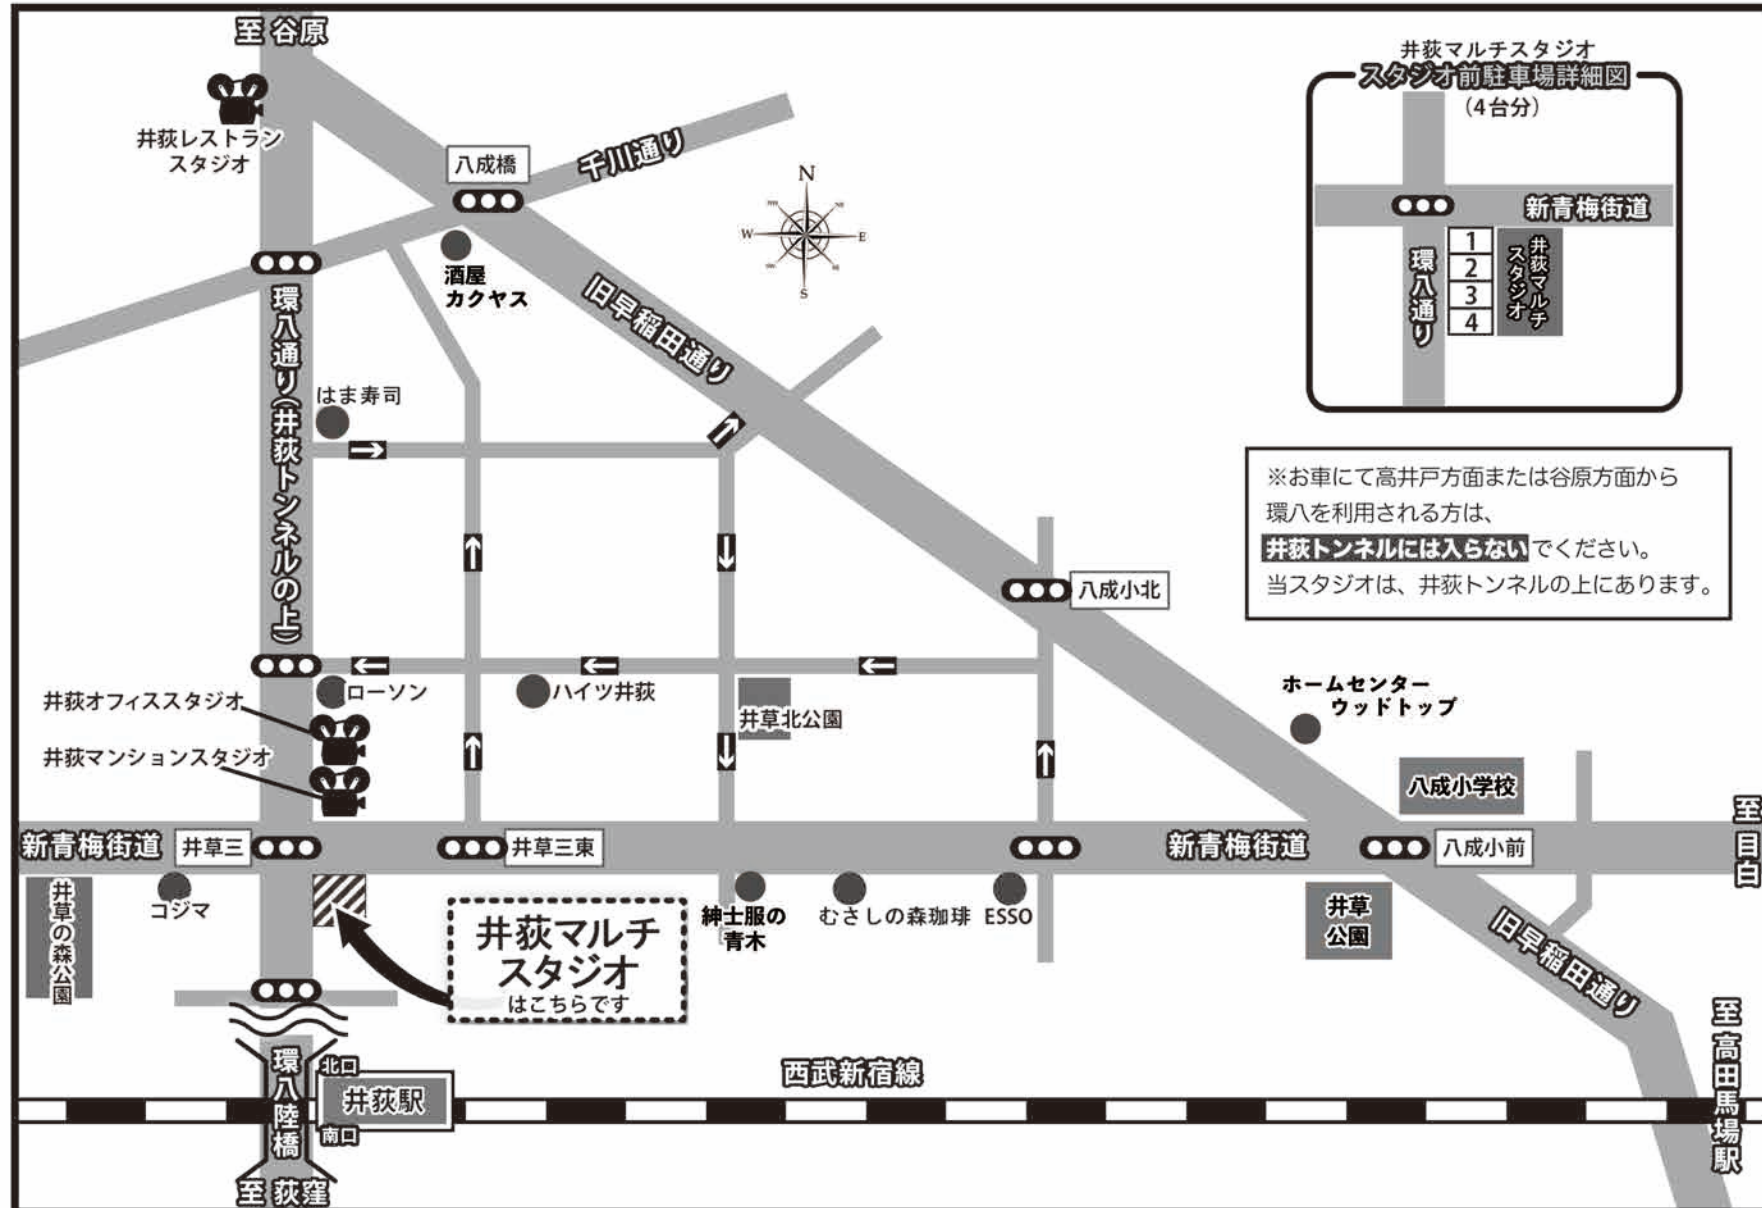 至 谷原
井荻レストラン
スタジオ
八成橋
千川通り
N
NW
NE
W
E
SW
SE
S
酒屋
カクヤス
旧早稲田通り
環八通り(井荻トンネルの上)
はま寿司
井荻マルチスタジオ
スタジオ前駐車場詳細図
(4台分)
新青梅街道
環八通り
1
2
3
4
井荻マルチ
スタジオ
※お車にて高井戸方面または谷原方面から
環八を利用される方は、
井荻トンネルには入らないでください。
当スタジオは、井荻トンネルの上にあります。
八成小北
ローソン
ハイツ井荻
井草北公園
井荻オフィススタジオ
井荻マンションスタジオ
ホームセンター
ウッドトップ
八成小学校
新青梅街道
井草三
井草三東
新青梅街道
八成小前
至目白
井草の森公園
コジマ
井荻マルチ
スタジオ
はこちらです
紳士服の
青木
むさしの森珈琲
ESSO
井草
公園
旧早稲田通り
環八陸橋
北口
井荻駅
南口
西武新宿線
至高田馬場駅
至 荻窪